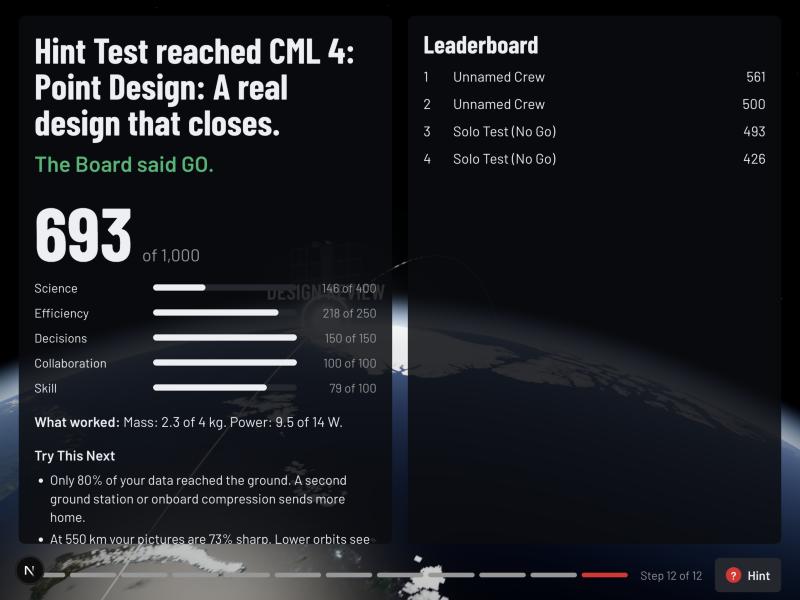 Hint Test reached CML 4:
Point Design: A real
design that closes.
The Board said GO.
693 of 1,000
Science 146 of 400
DESIGN REVIEW
Efficiency 218 of 250
Decisions 150 of 150
Collaboration 100 of 100
Skill 79 of 100
What worked: Mass: 2.3 of 4 kg. Power: 9.5 of 14 W.
Try This Next
• Only 80% of your data reached the ground. A second
ground station or onboard compression sends more
home.
• At 550 km your pictures are 73% sharp. Lower orbits see
Leaderboard
1 Unnamed Crew 561
2 Unnamed Crew 500
3 Solo Test (No Go) 493
4 Solo Test (No Go) 426
N
Step 12 of 12
? Hint